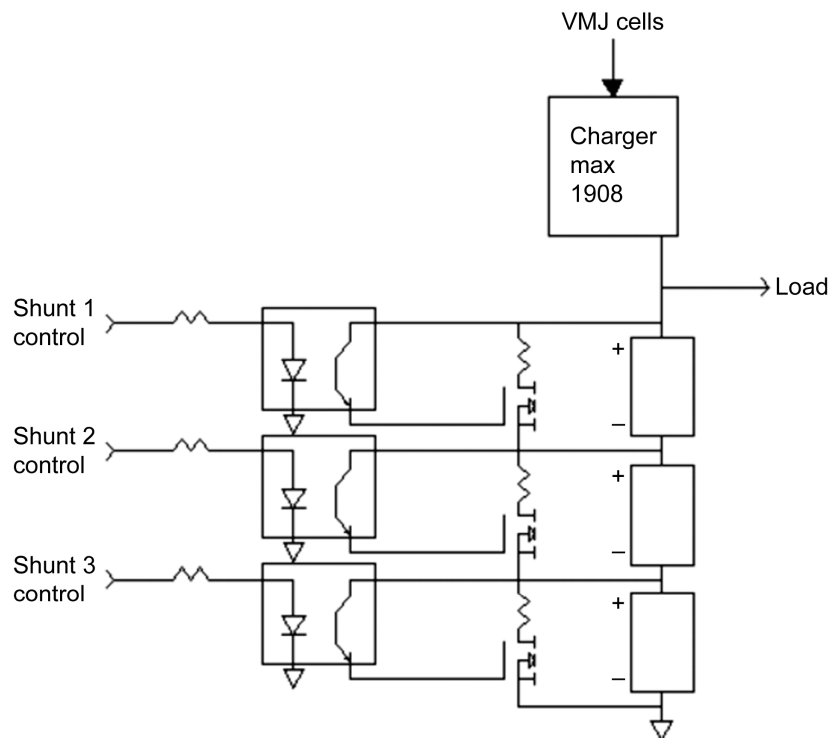 VMJ cells
Charger
max
1908
Load
Shunt 1
control
+
–
Shunt 2
control
+
–
Shunt 3
control
+
–